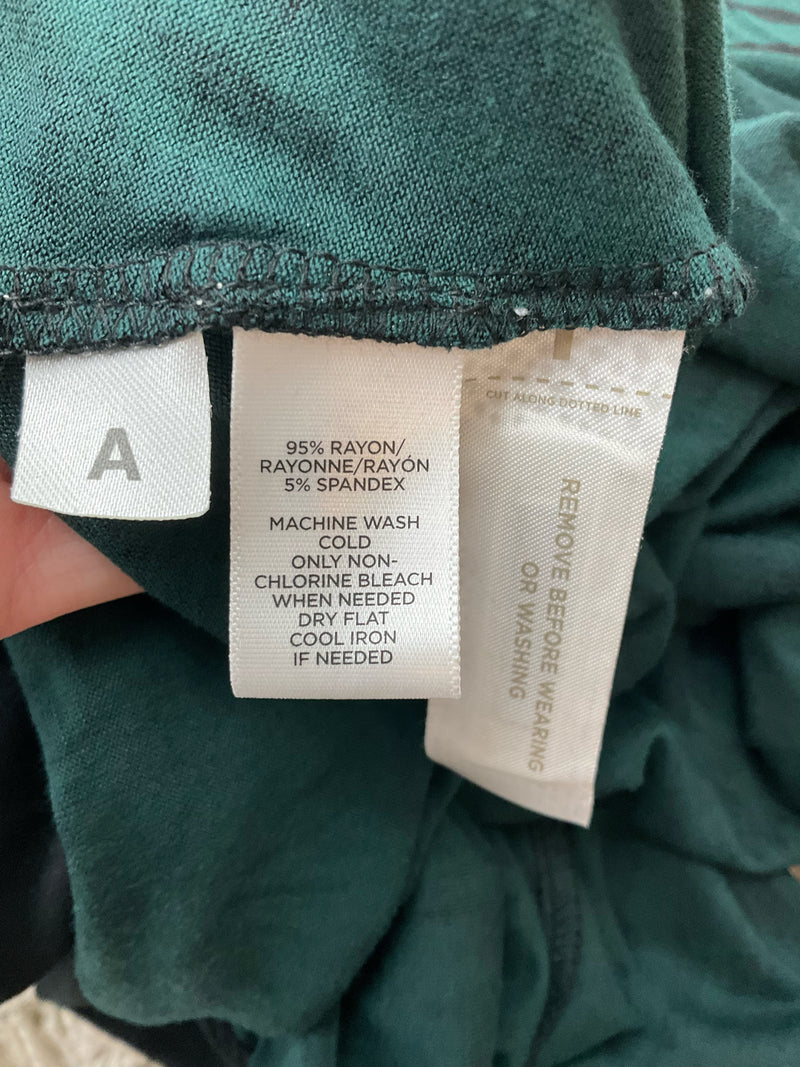 A
95% RAYON/
RAYONNE/RAYÓN
5% SPANDEX
MACHINE WASH
COLD
ONLY NON-
CHLORINE BLEACH
WHEN NEEDED
DRY FLAT
COOL IRON
IF NEEDED
CUT ALONG DOTTED LINE
REMOVE BEFORE WEARING
OR WASHING